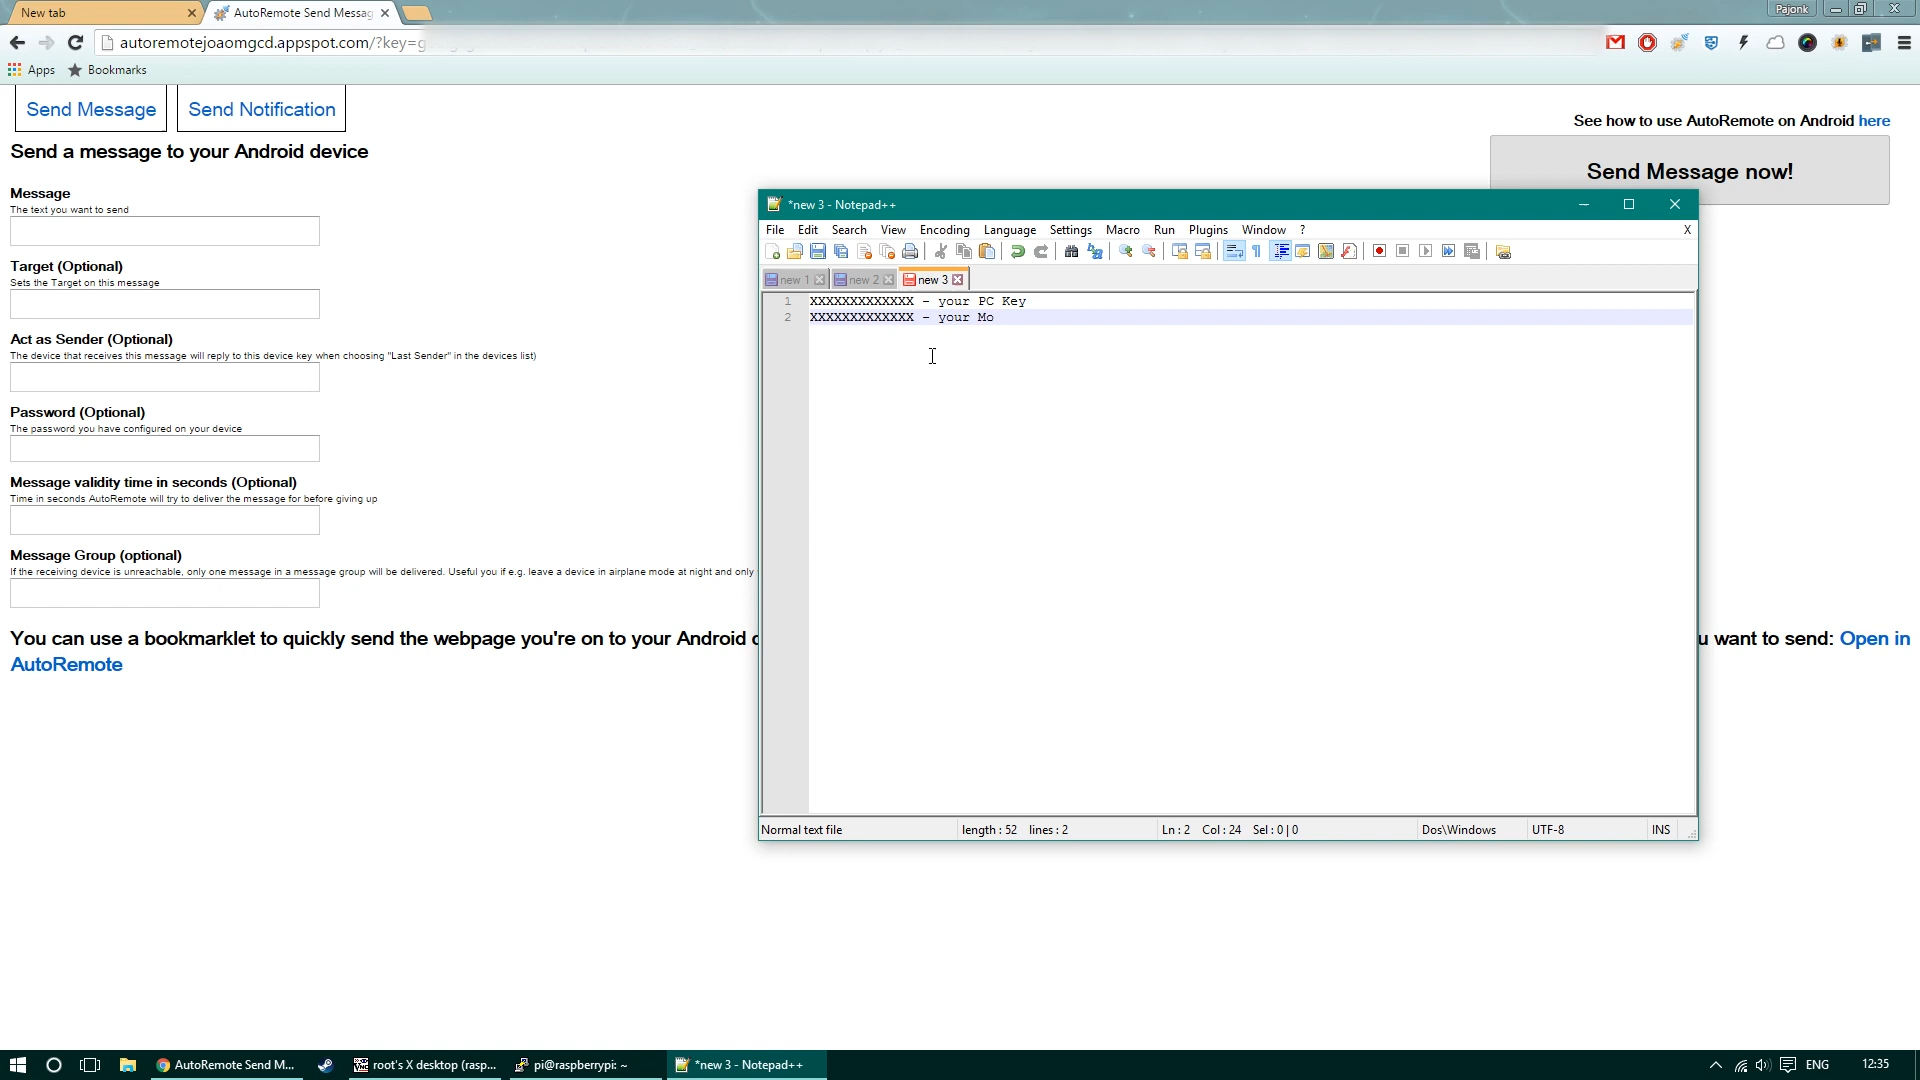 New tab
AutoRemote Send Messag
Pajonk
autoremotejoaomgcd.appspot.com/?key=g
Apps
Bookmarks
Send Message
Send Notification
See how to use AutoRemote on Android here
Send a message to your Android device
Send Message now!
Message
The text you want to send
Target (Optional)
Sets the Target on this message
Act as Sender (Optional)
The device that receives this message will reply to this device key when choosing "Last Sender" in the devices list)
Password (Optional)
The password you have configured on your device
Message validity time in seconds (Optional)
Time in seconds AutoRemote will try to deliver the message for before giving up
Message Group (optional)
If the receiving device is unreachable, only one message in a message group will be delivered. Useful you if e.g. leave a device in airplane mode at night and only
You can use a bookmarklet to quickly send the webpage you're on to your Android
u want to send: Open in
AutoRemote
*new 3 - Notepad++
File Edit Search View Encoding Language Settings Macro Run Plugins Window ? X
new 1 new 2 new 3
1 XXXXXXXXXXXXX - your PC Key
2 XXXXXXXXXXXXX - your Mo
Normal text file length : 52 lines : 2 Ln : 2 Col : 24 Sel : 0 | 0 Dos\Windows UTF-8 INS
AutoRemote Send M...
root's X desktop (rasp...
pi@raspberrypi: ~
*new 3 - Notepad++
ENG
12:35